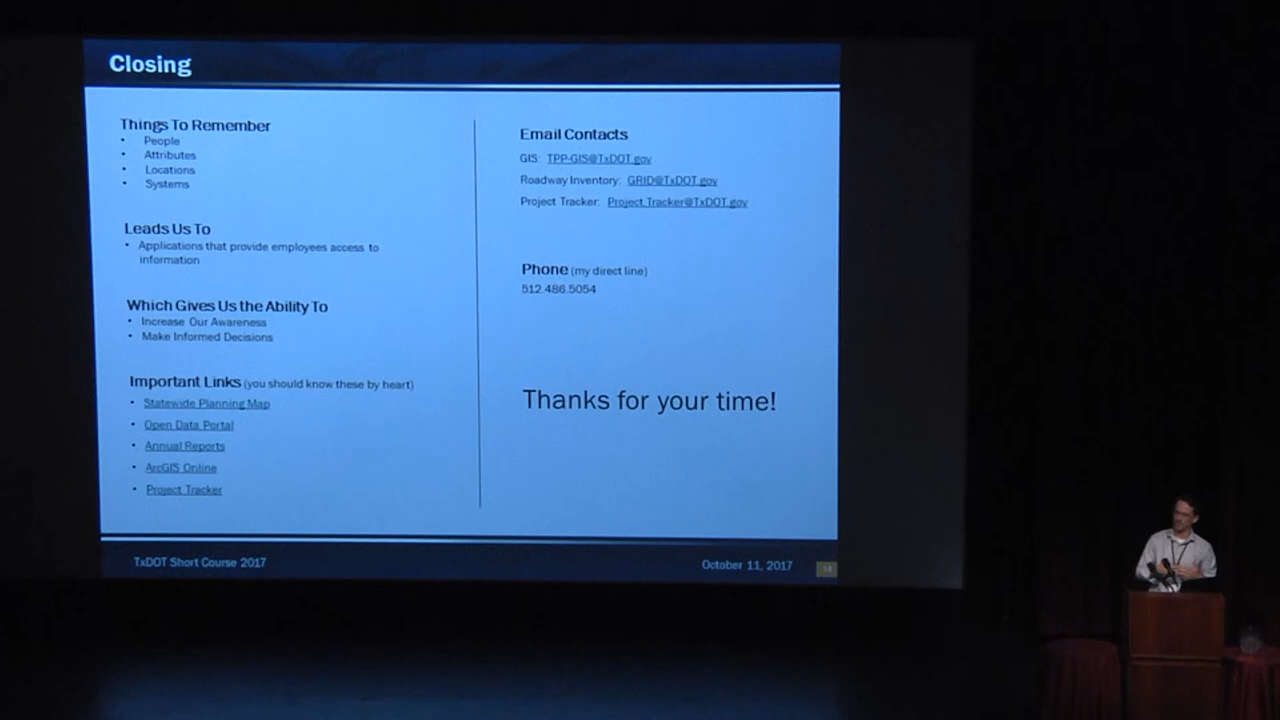 Closing
Things To Remember
• People
• Attributes
• Locations
• Systems
Leads Us To
• Applications that provide employees access to
information
Which Gives Us the Ability To
• Increase Our Awareness
• Make Informed Decisions
Important Links (you should know these by heart)
• Statewide Planning Map
• Open Data Portal
• Annual Reports
• ArcGIS Online
• Project Tracker
Email Contacts
GIS: TPP-GIS@TxDOT.gov
Roadway Inventory: GRID@TxDOT.gov
Project Tracker: Project.Tracker@TxDOT.gov
Phone (my direct line)
512.486.5054
Thanks for your time!
TxDOT Short Course 2017
October 11, 2017